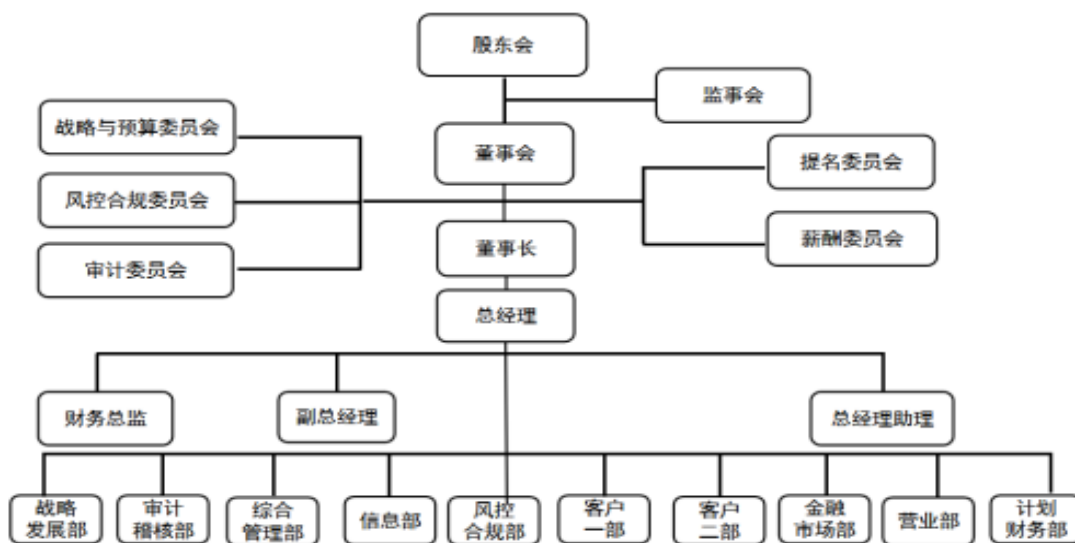 股东会
监事会
战略与预算委员会
董事会
提名委员会
风控合规委员会
董事长
薪酬委员会
审计委员会
总经理
财务总监
副总经理
总经理助理
战略
发展部
审计
稽核部
综合
管理部
信息部
风控
合规部
客户
一部
客户
二部
金融
市场部
营业部
计划
财务部